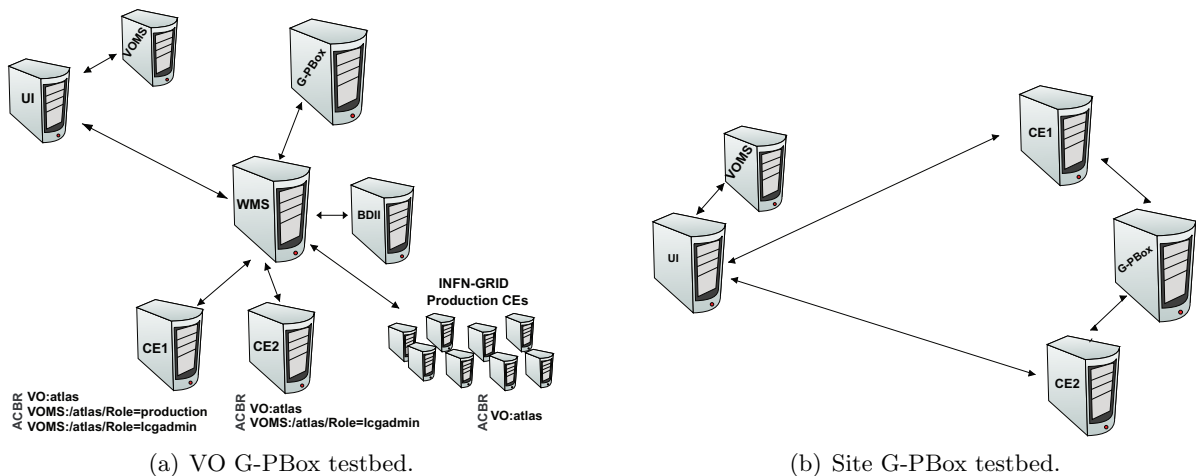 VOMS
UI
G-PBox
WMS
BDII
INFN-GRID
Production CEs
CE1
CE2
ACBR
VO:atlas
VOMS:/atlas/Role=production
VOMS:/atlas/Role=lcgadmin
ACBR
VO:atlas
VOMS:/atlas/Role=lcgadmin
ACBR
VO:atlas
(a) VO G-PBox testbed.
CE1
VOMS
UI
G-PBox
CE2
(b) Site G-PBox testbed.